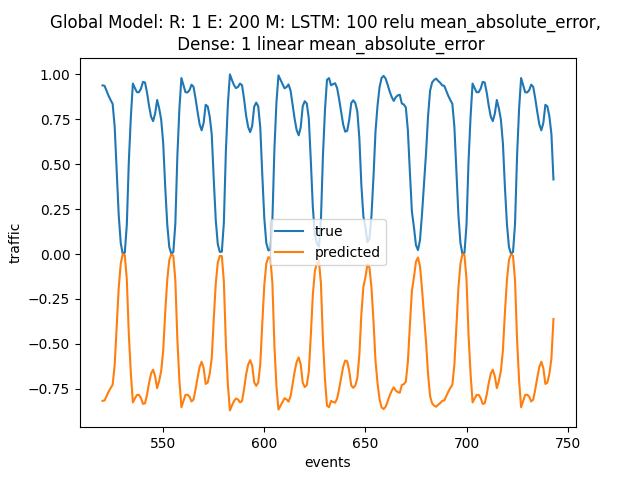 Global Model: R: 1 E: 200 M: LSTM: 100 relu mean_absolute_error,
Dense: 1 linear mean_absolute_error
1.00
0.75
0.50
0.25
0.00
−0.25
−0.50
−0.75
traffic
true
predicted
550
600
650
700
750
events